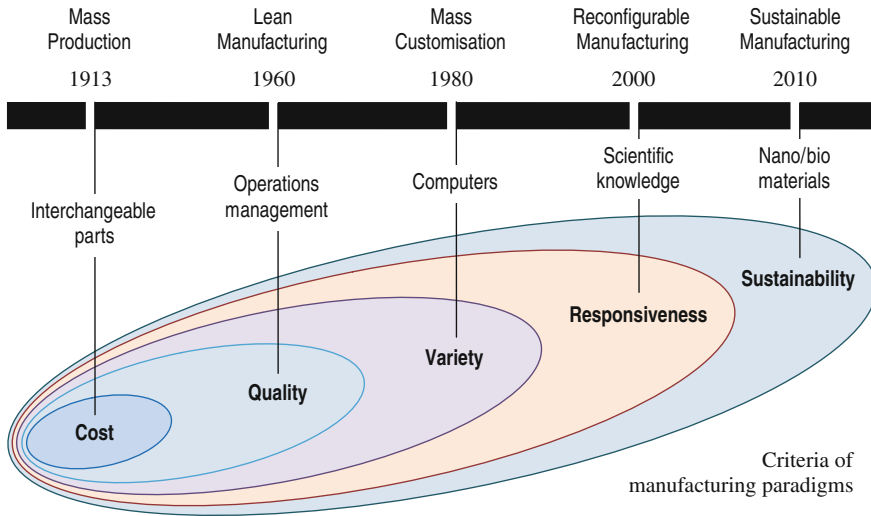 Mass
Production
1913
Lean
Manufacturing
1960
Mass
Customisation
1980
Reconfigurable
Manufacturing
2000
Sustainable
Manufacturing
2010
Interchangeable
parts
Operations
management
Computers
Scientific
knowledge
Nano/bio
materials
Cost
Quality
Variety
Responsiveness
Sustainability
Criteria of
manufacturing paradigms